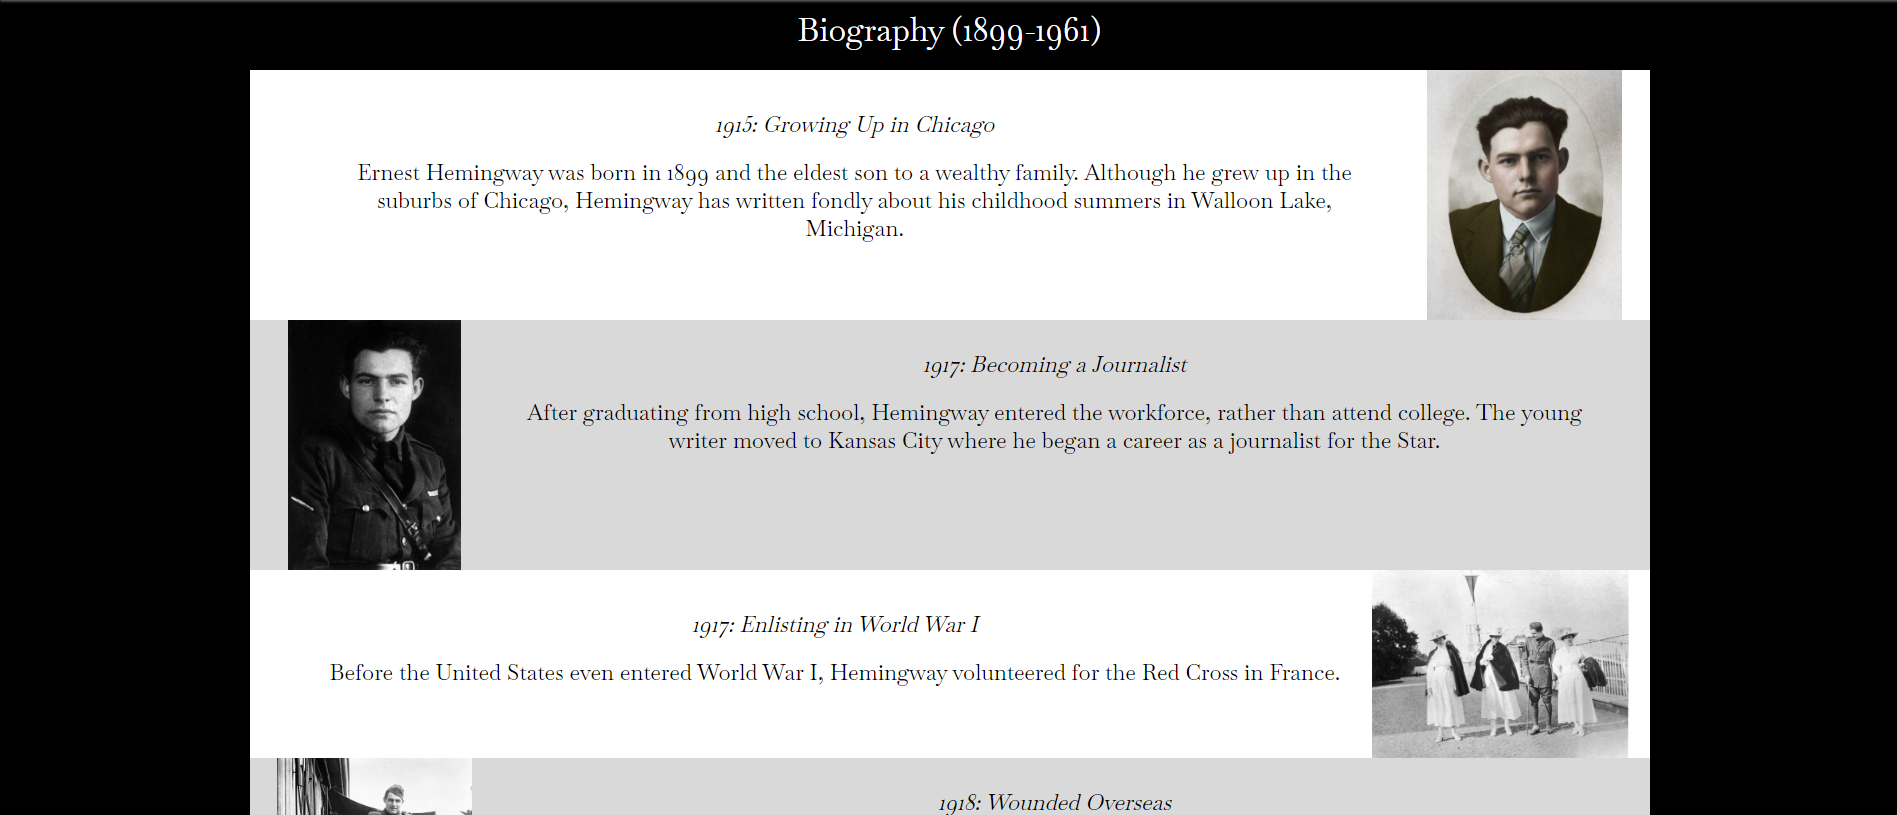 Biography (1899-1961)
1915: Growing Up in Chicago
Ernest Hemingway was born in 1899 and the eldest son to a wealthy family. Although he grew up in the
suburbs of Chicago, Hemingway has written fondly about his childhood summers in Walloon Lake,
Michigan.
1917: Becoming a Journalist
After graduating from high school, Hemingway entered the workforce, rather than attend college. The young
writer moved to Kansas City where he began a career as a journalist for the Star.
1917: Enlisting in World War I
Before the United States even entered World War I, Hemingway volunteered for the Red Cross in France.
1918: Wounded Overseas